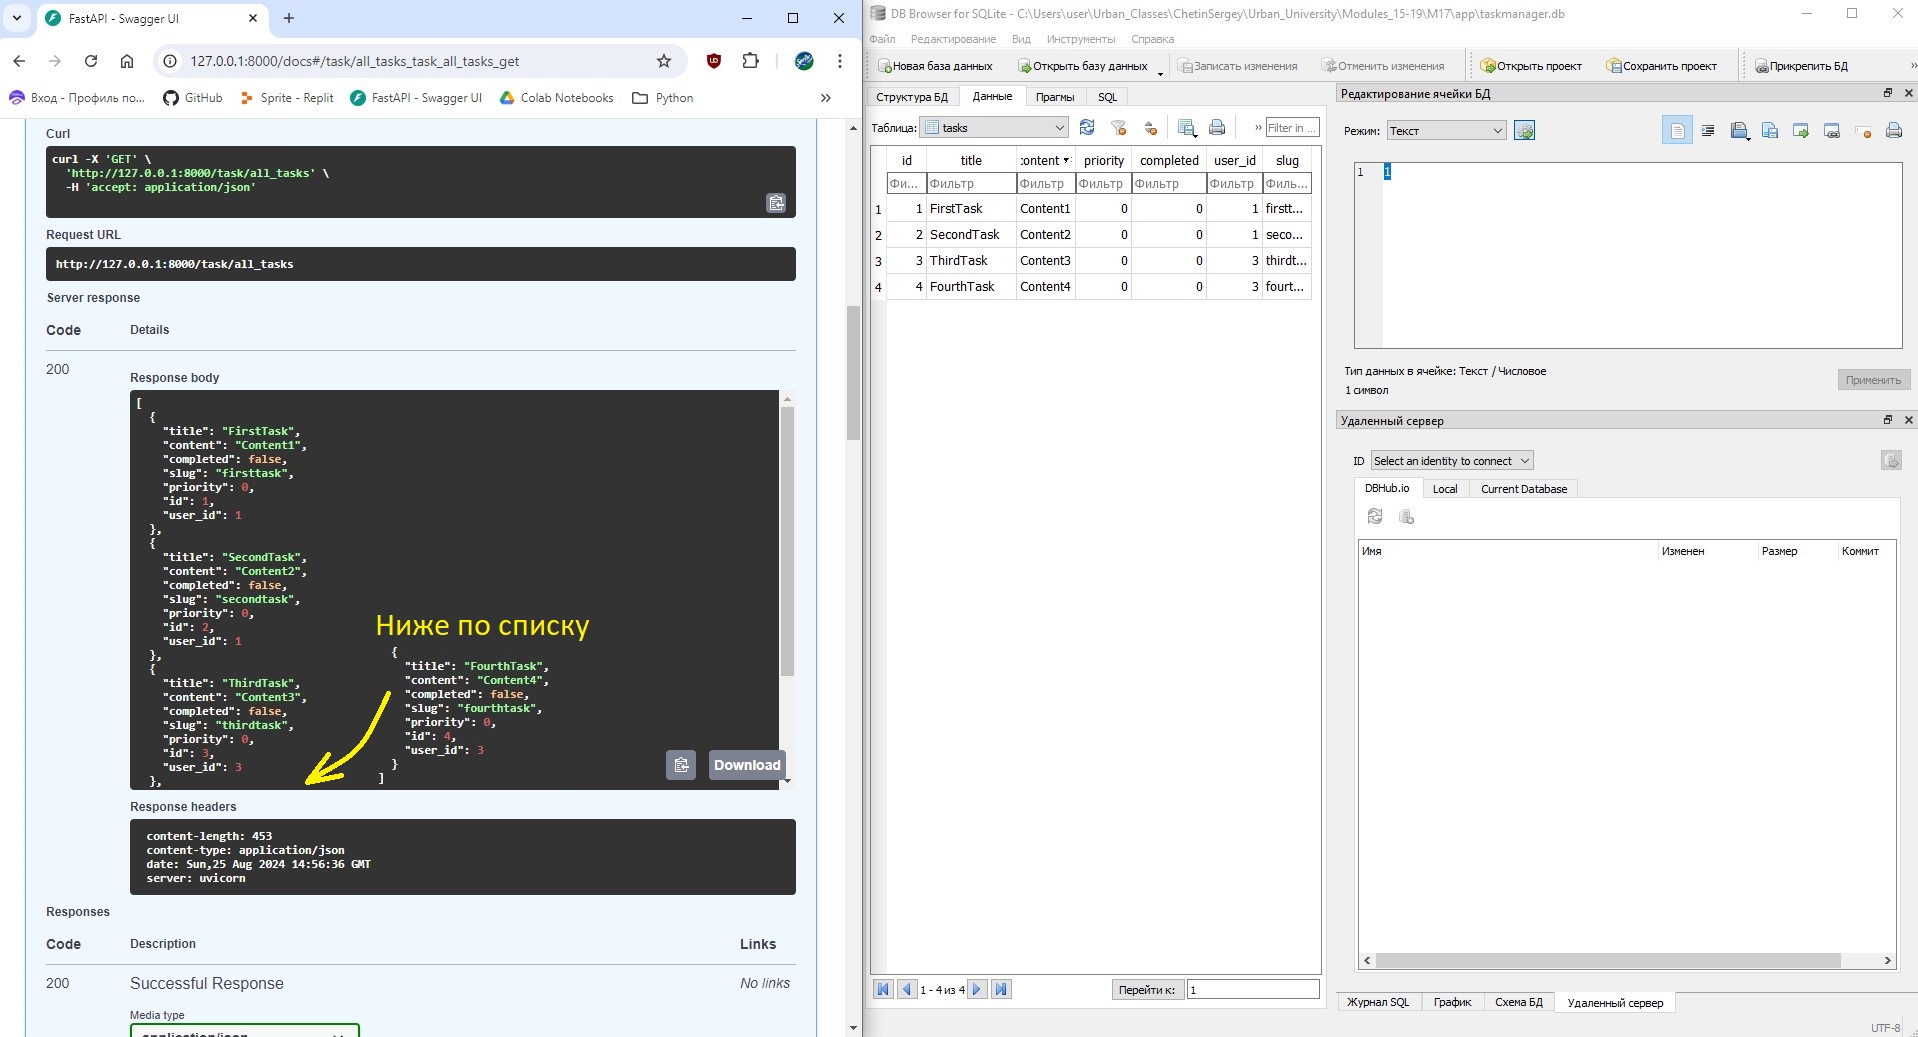 FastAPI - Swagger UI
127.0.0.1:8000/docs#/task/all_tasks_task_all_tasks_get
Вход - Профиль по...
GitHub
Sprite - Replit
FastAPI - Swagger UI
Colab Notebooks
Python
»
Curl
curl -X 'GET' \
'http://127.0.0.1:8000/task/all_tasks' \
-H 'accept: application/json'
Request URL
http://127.0.0.1:8000/task/all_tasks
Server response
Code Details
200
Response body
[
{
"title": "FirstTask",
"content": "Content1",
"completed": false,
"slug": "firsttask",
"priority": 0,
"id": 1,
"user_id": 1
},
{
"title": "SecondTask",
"content": "Content2",
"completed": false,
"slug": "secondtask",
"priority": 0,
"id": 2,
"user_id": 1
},
{
"title": "ThirdTask",
"content": "Content3",
"completed": false,
"slug": "thirdtask",
"priority": 0,
"id": 3,
"user_id": 3
},
Ниже по списку
{
"title": "FourthTask",
"content": "Content4",
"completed": false,
"slug": "fourthtask",
"priority": 0,
"id": 4,
"user_id": 3
}
]
Download
Response headers
content-length: 453
content-type: application/json
date: Sun,25 Aug 2024 14:56:36 GMT
server: uvicorn
Responses
Code Description Links
200 Successful Response No links
Media type
application/json
DB Browser for SQLite - C:\Users\user\Urban_Classes\ChetinSergey\Urban_University\Modules_15-19\M17\app\taskmanager.db
Файл Редактирование Вид Инструменты Справка
Новая база данных Открыть базу данных Записать изменения Отменить изменения Открыть проект Сохранить проект Прикрепить БД »
Структура БД Данные Прагмы SQL
Таблица: tasks » Filter in ...
id title :ontent priority completed user_id slug
Фи... Фильтр Фильтр Фильтр Фильтр Фильтр Филь...
1 1 FirstTask Content1 0 0 1 firstt...
2 2 SecondTask Content2 0 0 1 seco...
3 3 ThirdTask Content3 0 0 3 thirdt...
4 4 FourthTask Content4 0 0 3 fourt...
1 - 4 из 4 Перейти к: 1
Редактирование ячейки БД
Режим: Текст
1 1
Тип данных в ячейке: Текст / Числовое
1 символ
Применить
Удаленный сервер
ID Select an identity to connect
DBHub.io Local Current Database
Имя Изменен Размер Коммит
Журнал SQL График Схема БД Удаленный сервер
UTF-8